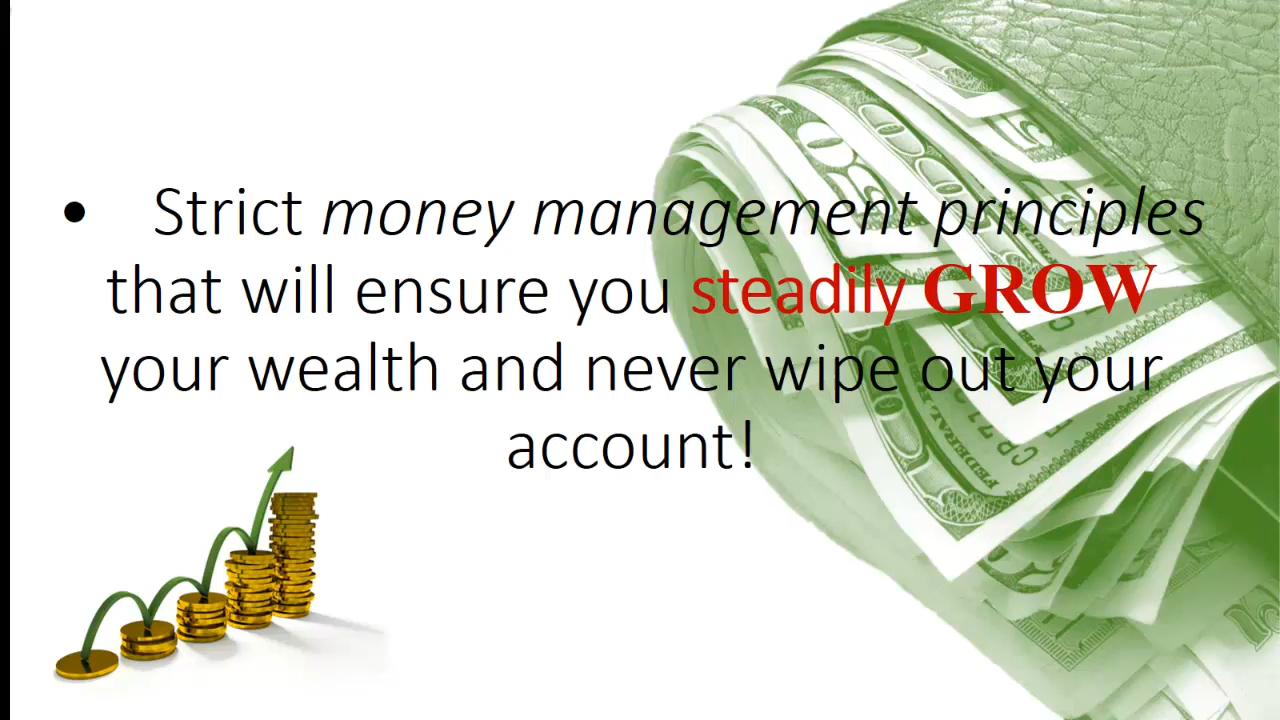 • Strict money management principles
that will ensure you steadily GROW
your wealth and never wipe out your
account!